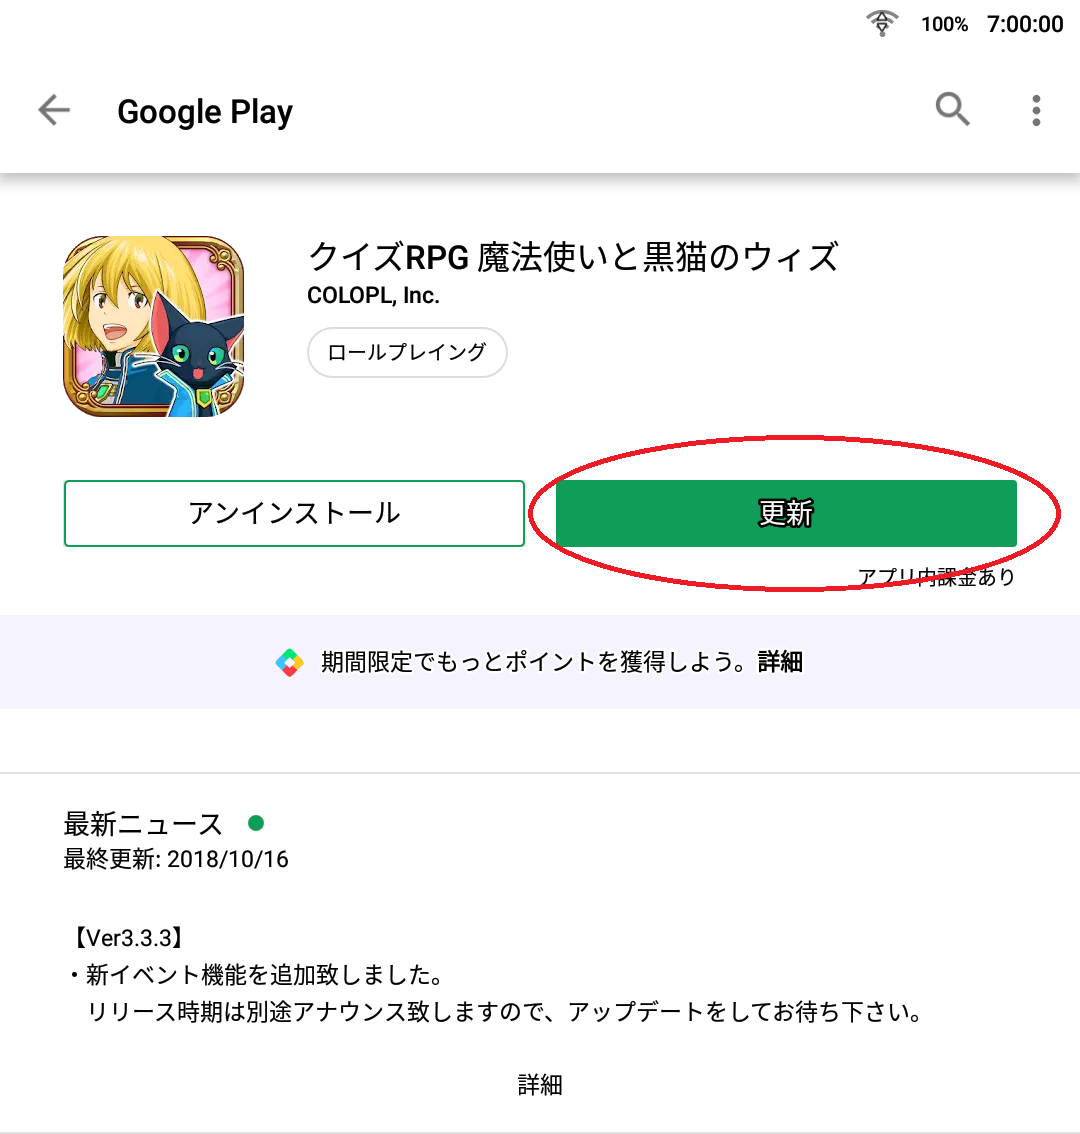 100% 7:00:00
Google Play
クイズRPG 魔法使いと黒猫のウィズ
COLOPL, Inc.
ロールプレイング
アンインストール
更新
アプリ内課金あり
期間限定でもっとポイントを獲得しよう。詳細
最新ニュース
最終更新: 2018/10/16
【Ver3.3.3】
・新イベント機能を追加致しました。
リリース時期は別途アナウンス致しますので、アップデートをしてお待ち下さい。
詳細